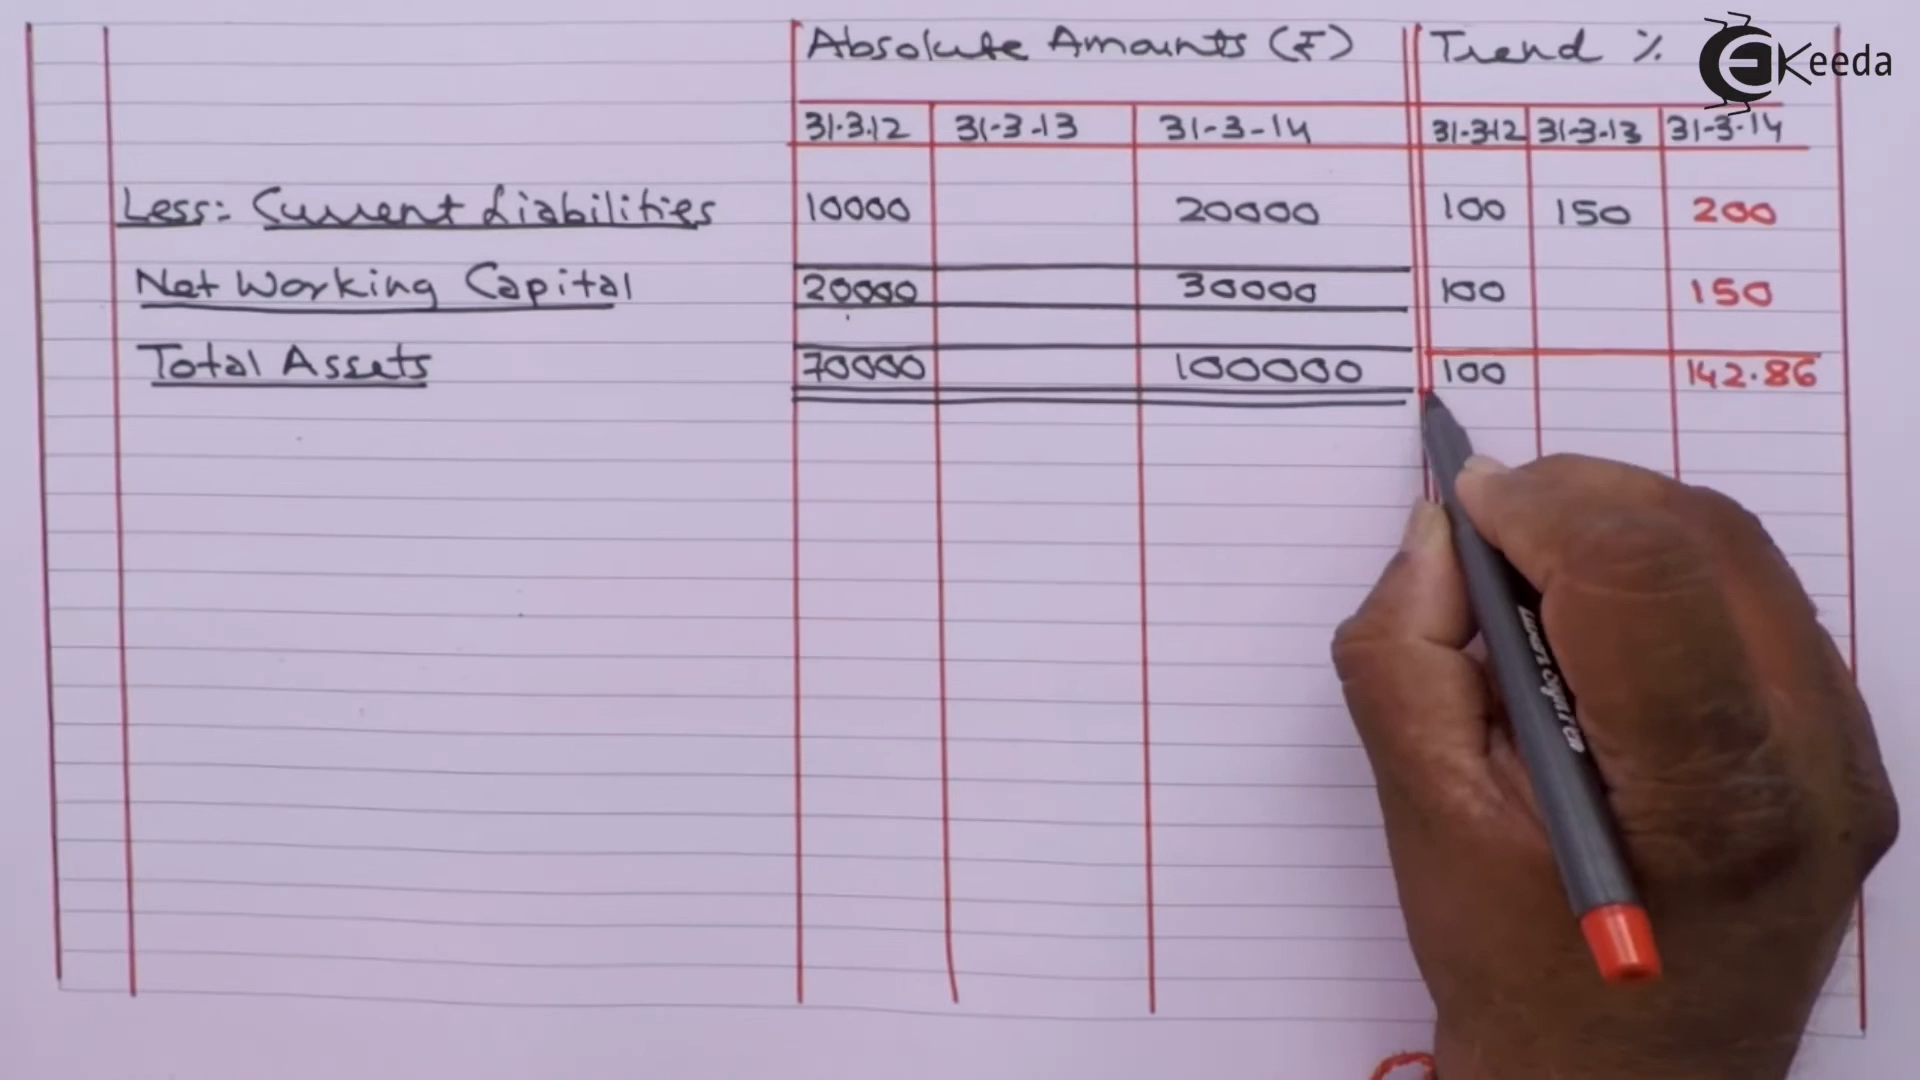 Absolute Amounts (₹) Trend %
Keeda
31.3.12 31-3-13 31-3-14 31-3-12 31-3-13 31-3-14
Less:- Current Liabilities 10000 20000 100 150 200
Net Working Capital 20000 30000 100 150
Total Assets 70000 100000 100 142.86